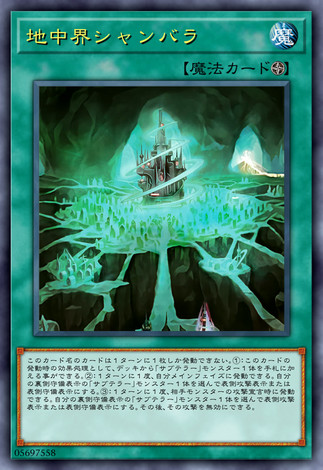 地中界シャンバラ
魔
【魔法カード】
このカード名のカードは1ターンに1枚しか発動できない。①:このカードの
発動時の効果処理として、デッキから「サブテラー」モンスター1体を手札に加
える事ができる。②:1ターンに1度、自分メインフェイズに発動できる。自分
の裏側守備表示の「サブテラー」モンスター1体を選んで表側攻撃表示または
表側守備表示にする。③:1ターンに1度、相手モンスターの攻撃宣言時に発動
できる。自分の裏側守備表示の「サブテラー」モンスター1体を選んで表側攻撃
表示または表側守備表示にする。その後、その攻撃を無効にできる。
05697558